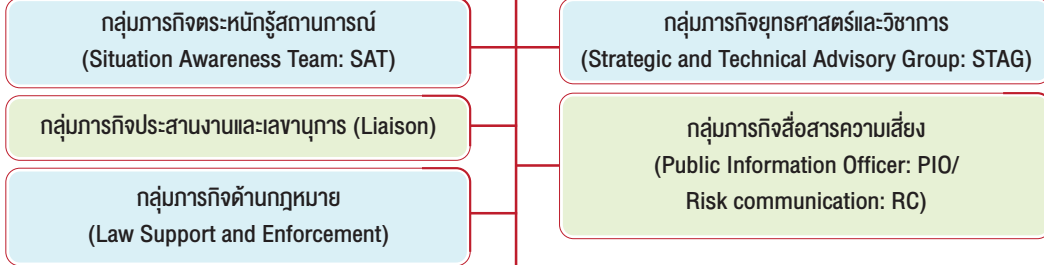 กลุ่มภารกิจตระหนักรู้สถานการณ์
(Situation Awareness Team: SAT)
กลุ่มภารกิจยุทธศาสตร์และวิชาการ
(Strategic and Technical Advisory Group: STAG)
กลุ่มภารกิจประสานงานและเลขานุการ (Liaison)
กลุ่มภารกิจสื่อสารความเสี่ยง
(Public Information Officer: PIO/
Risk communication: RC)
กลุ่มภารกิจด้านกฎหมาย
(Law Support and Enforcement)